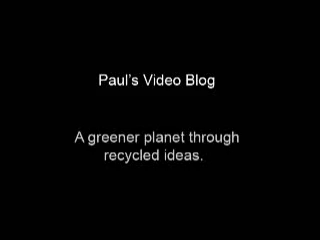 Paul's Video Blog
A greener planet through
recycled ideas.